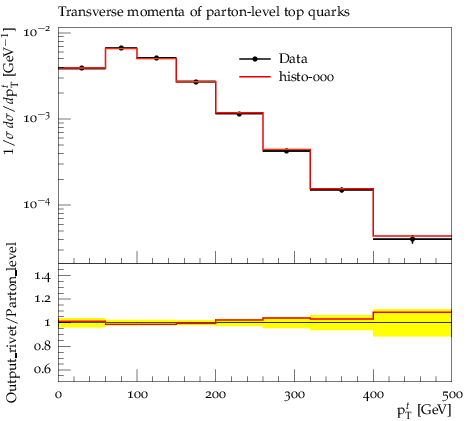 Transverse momenta of parton-level top quarks
1/σ dσ/dp_T^t [GeV⁻¹]
10⁻²
10⁻³
10⁻⁴
Data
histo-000
Output_rivet/Parton_level
1.4
1.2
1
0.8
0.6
0 100 200 300 400 500
p_T^t [GeV]